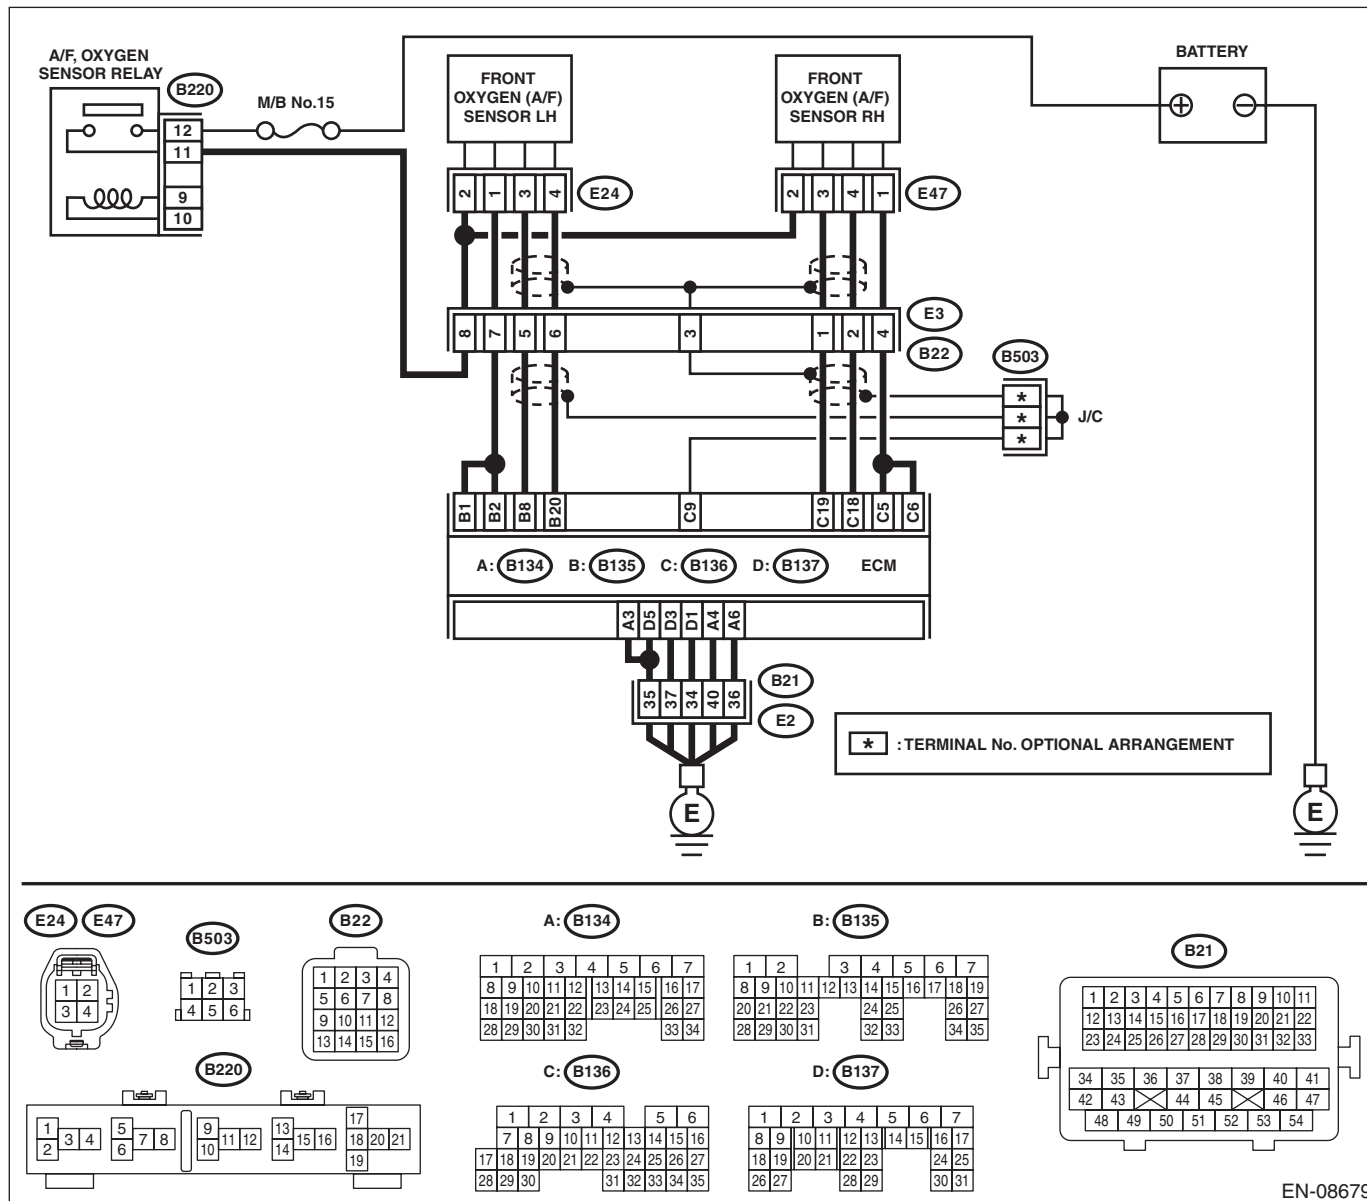 A/F, OXYGEN
SENSOR RELAY
B220
12
11
9
10
M/B No.15
FRONT
OXYGEN (A/F)
SENSOR LH
FRONT
OXYGEN (A/F)
SENSOR RH
BATTERY
2 1 3 4
E24
2 3 4 1
E47
8 7 5 6 3 1 2 4
E3
B22
B503
*
*
*
J/C
B1 B2 B8 B20 C9 C19 C18 C5 C6
A: B134 B: B135 C: B136 D: B137 ECM
A3 D5 D3 D1 A4 A6
35 37 34 40 36
B21
E2
* : TERMINAL No. OPTIONAL ARRANGEMENT
E
E
E24 E47
1 2
3 4
B503
1 2 3
4 5 6
B22
1 2 3 4
5 6 7 8
9 10 11 12
13 14 15 16
A: B134
1 2 3 4 5 6 7
8 9 10 11 12 13 14 15 16 17
18 19 20 21 22 23 24 25 26 27
28 29 30 31 32 33 34
B: B135
1 2 3 4 5 6 7
8 9 10 11 12 13 14 15 16 17 18 19
20 21 22 23 24 25 26 27
28 29 30 31 32 33 34 35
B21
1 2 3 4 5 6 7 8 9 10 11
12 13 14 15 16 17 18 19 20 21 22
23 24 25 26 27 28 29 30 31 32 33
34 35 36 37 38 39 40 41
42 43 44 45 46 47
48 49 50 51 52 53 54
B220
1
2
3 4
5
6
7 8
9
10
11 12
13
14
15 16
17
18 20 21
19
C: B136
1 2 3 4 5 6
7 8 9 10 11 12 13 14 15 16
17 18 19 20 21 22 23 24 25 26 27
28 29 30 31 32 33 34 35
D: B137
1 2 3 4 5 6 7
8 9 10 11 12 13 14 15 16 17
18 19 20 21 22 23 24 25
26 27 28 29 30 31
EN-08679